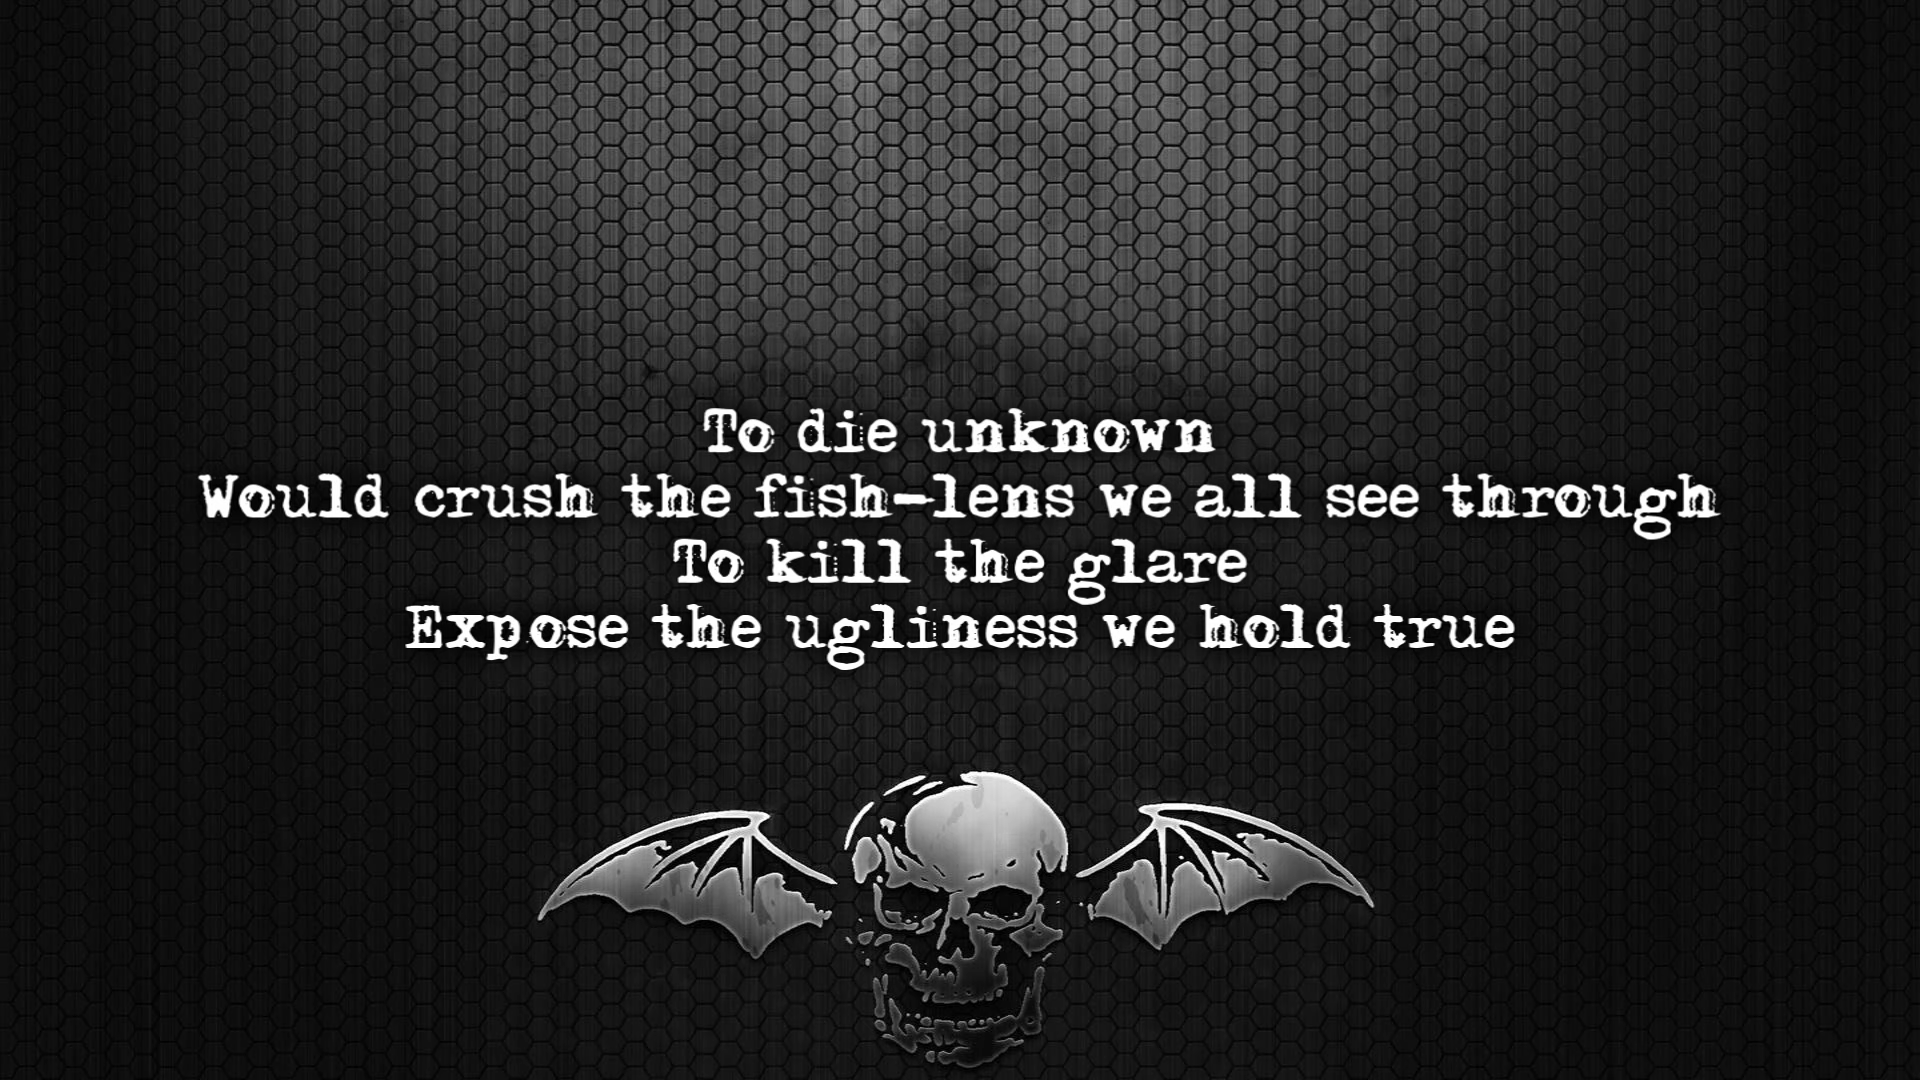 To die unknown
Would crush the fish-lens we all see through
To kill the glare
Expose the ugliness we hold true